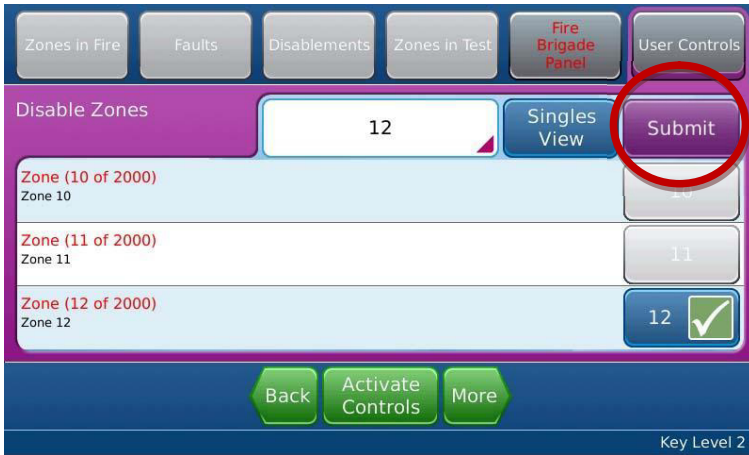 Zones in Fire
Faults
Disablements
Zones in Test
Fire
Brigade
Panel
User Controls
Disable Zones
12
Singles
View
Submit
Zone (10 of 2000)
Zone 10
10
Zone (11 of 2000)
Zone 11
11
Zone (12 of 2000)
Zone 12
12
Back
Activate
Controls
More
Key Level 2